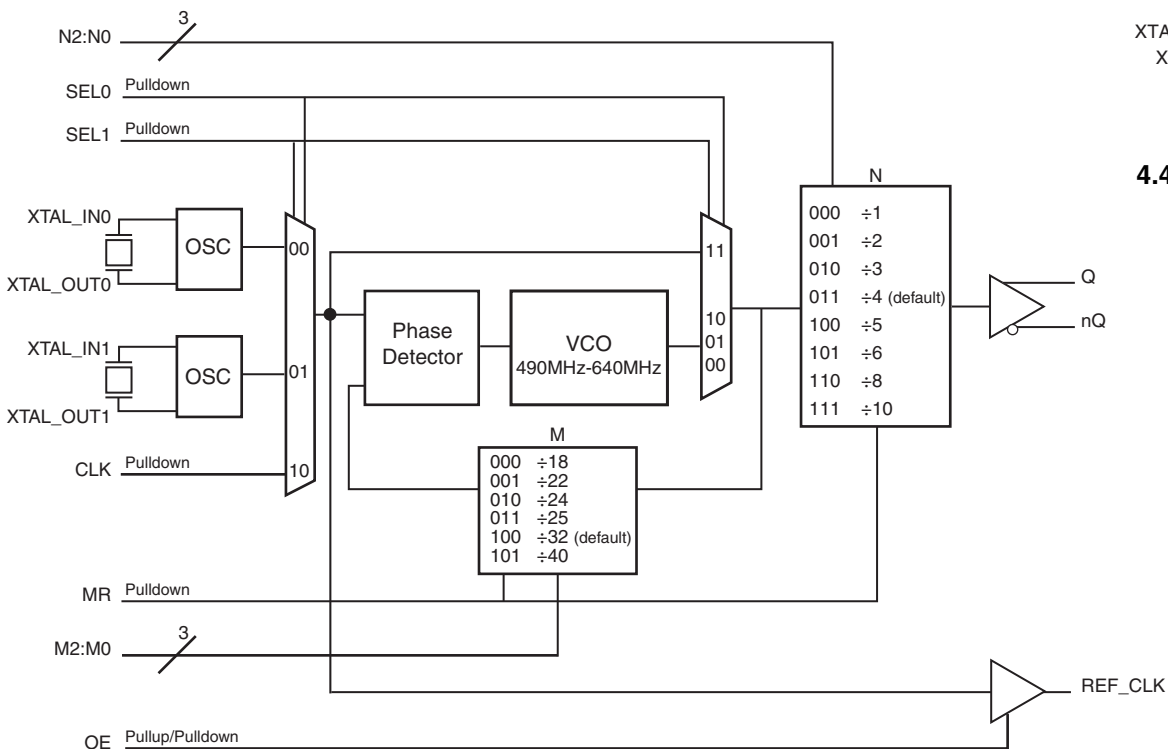 3
N2:N0
XTA
X
SEL0 Pulldown
SEL1 Pulldown
4.4
N
000 ÷1
001 ÷2
010 ÷3
011 ÷4 (default)
100 ÷5
101 ÷6
110 ÷8
111 ÷10
XTAL_IN0
OSC
XTAL_OUT0
00
01
10
11
10
01
00
Phase
Detector
VCO
490MHz-640MHz
Q
nQ
XTAL_IN1
OSC
XTAL_OUT1
CLK Pulldown
M
000 ÷18
001 ÷22
010 ÷24
011 ÷25
100 ÷32 (default)
101 ÷40
MR Pulldown
3
M2:M0
REF_CLK
OE Pullup/Pulldown